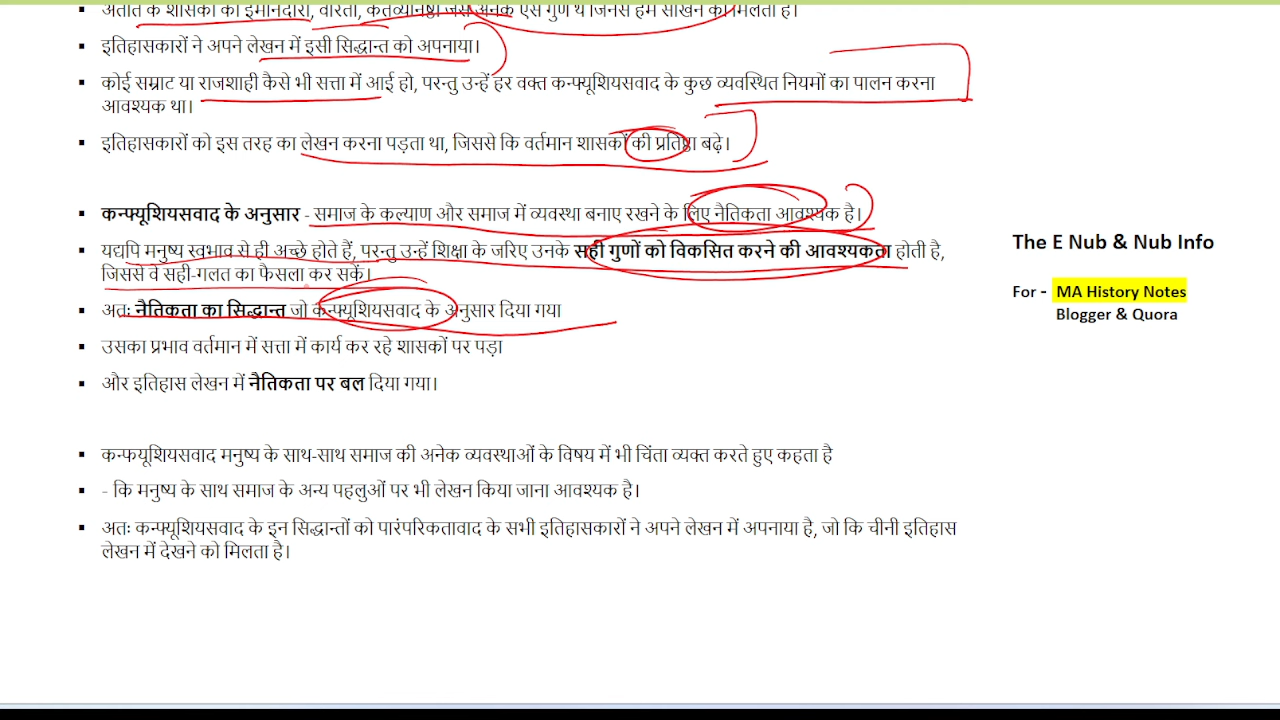 अतीत के शासकों की ईमानदारी, वीरता, कर्तव्यनिष्ठा जैसे अनेक ऐसे गुण थे जिनसे हमें सीखने को मिलता है।
इतिहासकारों ने अपने लेखन में इसी सिद्धान्त को अपनाया।
कोई सम्राट या राजशाही कैसे भी सत्ता में आई हो, परन्तु उन्हें हर वक्त कन्फ्यूशियसवाद के कुछ व्यवस्थित नियमों का पालन करना
आवश्यक था।
इतिहासकारों को इस तरह का लेखन करना पड़ता था, जिससे कि वर्तमान शासकों की प्रतिष्ठा बढ़े।
कन्फ्यूशियसवाद के अनुसार - समाज के कल्याण और समाज में व्यवस्था बनाए रखने के लिए नैतिकता आवश्यक है।
यद्यपि मनुष्य स्वभाव से ही अच्छे होते हैं, परन्तु उन्हें शिक्षा के जरिए उनके सही गुणों को विकसित करने की आवश्यकता होती है,
जिससे वे सही-गलत का फैसला कर सकें।
अतः नैतिकता का सिद्धान्त जो कन्फ्यूशियसवाद के अनुसार दिया गया
उसका प्रभाव वर्तमान में सत्ता में कार्य कर रहे शासकों पर पड़ा
और इतिहास लेखन में नैतिकता पर बल दिया गया।
कन्फयूशियसवाद मनुष्य के साथ-साथ समाज की अनेक व्यवस्थाओं के विषय में भी चिंता व्यक्त करते हुए कहता है
- कि मनुष्य के साथ समाज के अन्य पहलुओं पर भी लेखन किया जाना आवश्यक है।
अतः कन्फ्यूशियसवाद के इन सिद्धान्तों को पारंपरिकतावाद के सभी इतिहासकारों ने अपने लेखन में अपनाया है, जो कि चीनी इतिहास
लेखन में देखने को मिलता है।
The E Nub & Nub Info
For - MA History Notes
Blogger & Quora